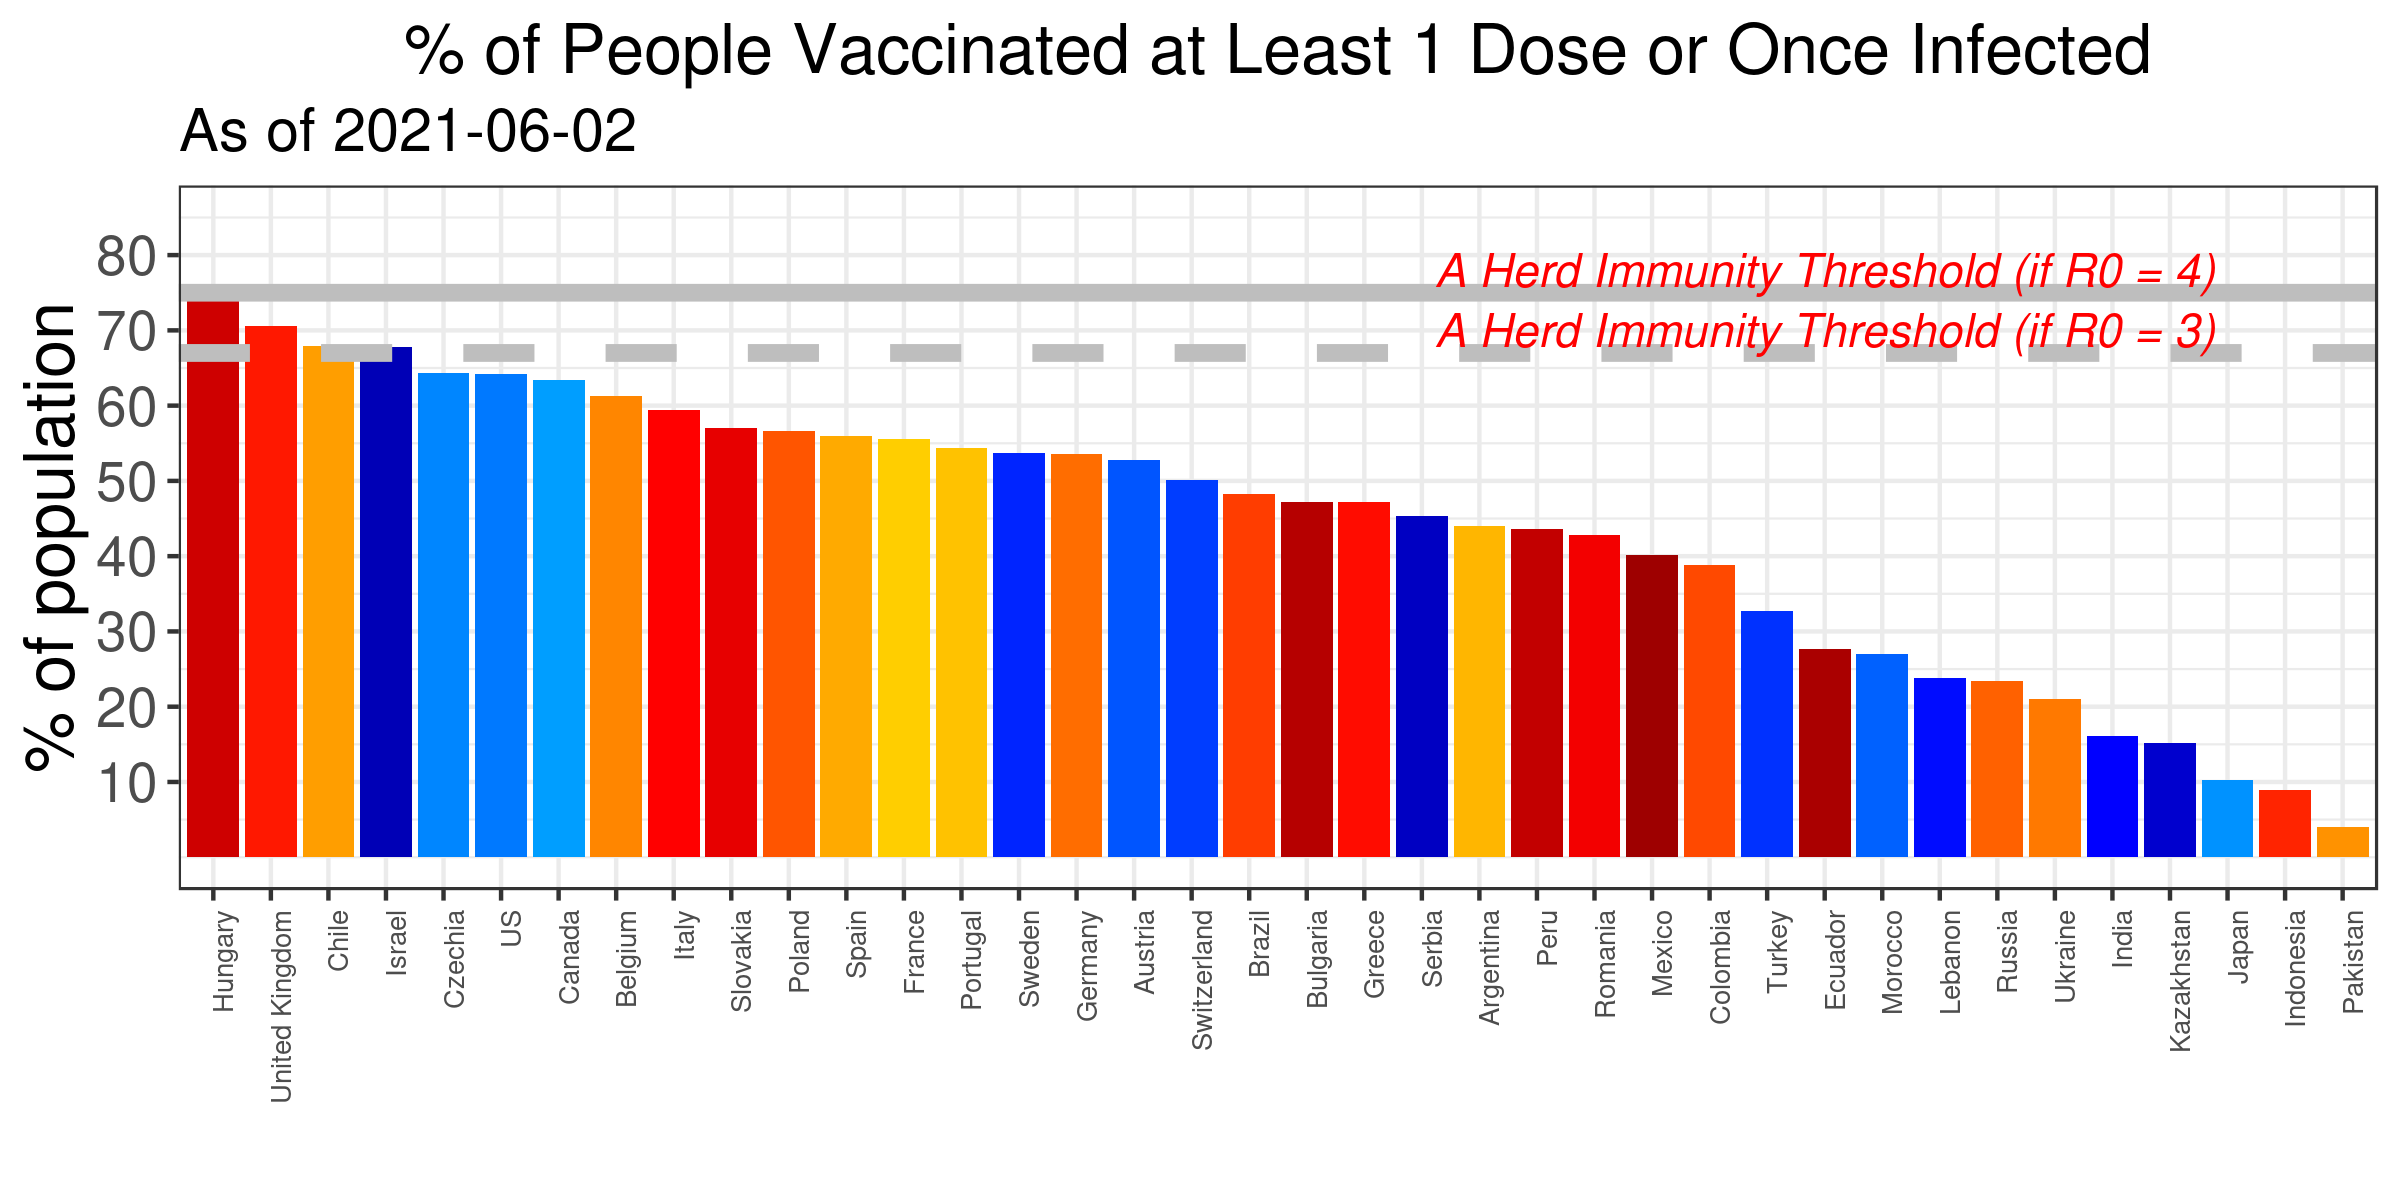 % of People Vaccinated at Least 1 Dose or Once Infected
As of 2021-06-02
% of population
80
70
60
50
40
30
20
10
A Herd Immunity Threshold (if R0 = 4)
A Herd Immunity Threshold (if R0 = 3)
Hungary
United Kingdom
Chile
Israel
Czechia
US
Canada
Belgium
Italy
Slovakia
Poland
Spain
France
Portugal
Sweden
Germany
Austria
Switzerland
Brazil
Bulgaria
Greece
Serbia
Argentina
Peru
Romania
Mexico
Colombia
Turkey
Ecuador
Morocco
Lebanon
Russia
Ukraine
India
Kazakhstan
Japan
Indonesia
Pakistan